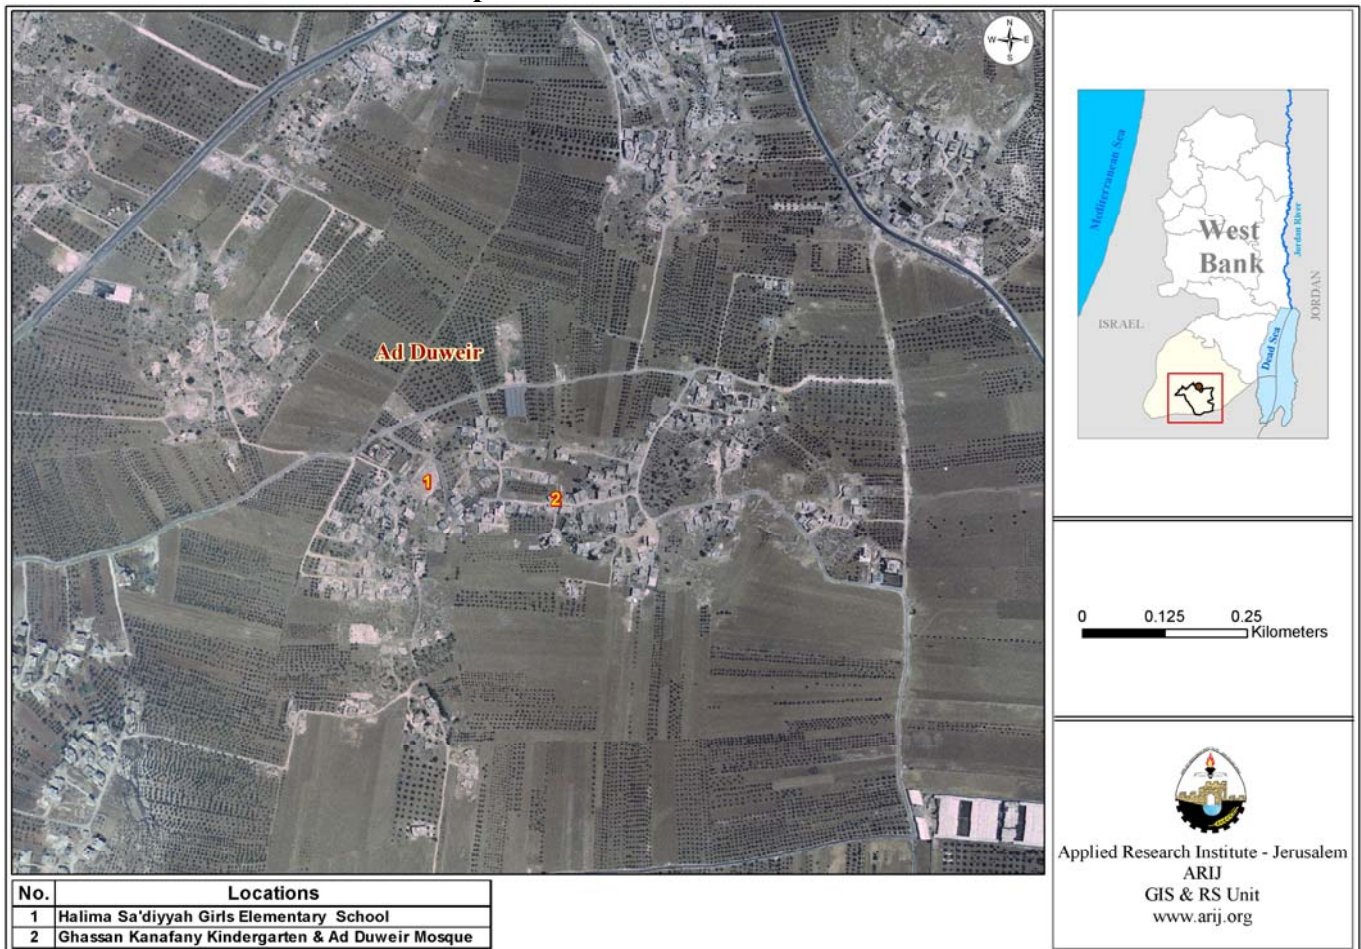 N
W E
S
Ad Duweir
1
2
Mediterranean Sea
West
Bank
Jordan River
ISRAEL
JORDAN
Dead Sea
0 0.125 0.25
Kilometers
Applied Research Institute - Jerusalem
ARIJ
GIS & RS Unit
www.arij.org
No. Locations
1 Halima Sa'diyyah Girls Elementary School
2 Ghassan Kanafany Kindergarten & Ad Duweir Mosque